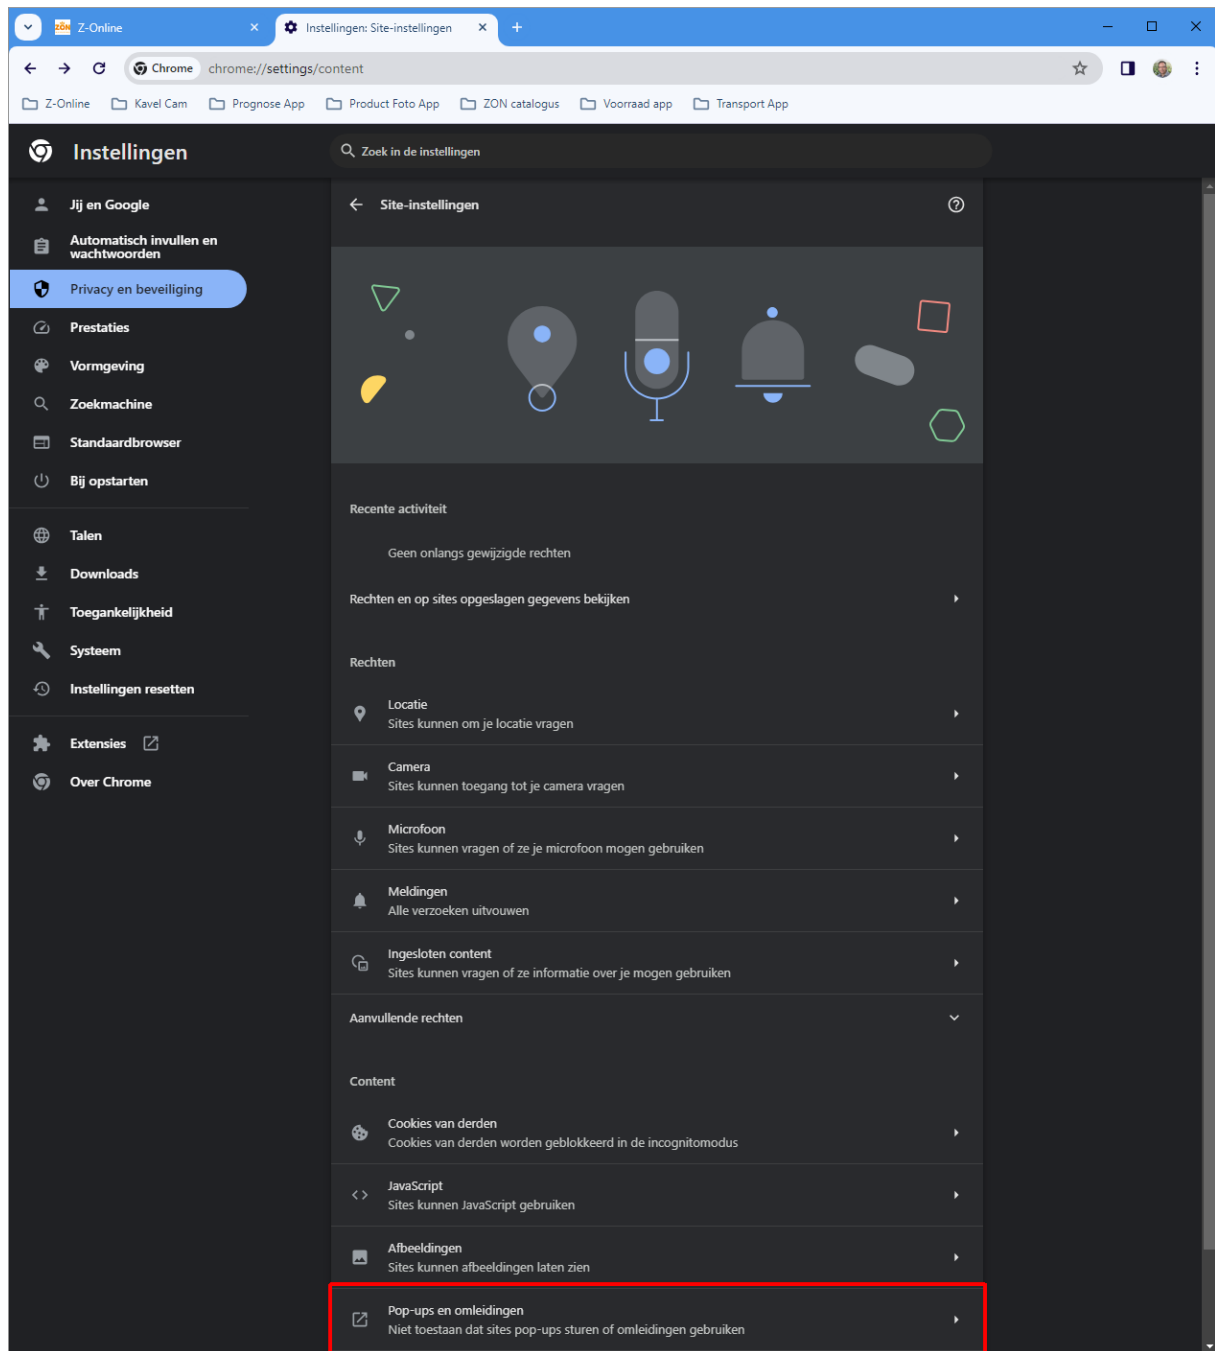 ZON Z-Online
Instellingen: Site-instellingen
Chrome chrome://settings/content
Z-Online Kavel Cam Prognose App Product Foto App ZON catalogus Voorraad app Transport App
Instellingen
Zoek in de instellingen
Jij en Google
Automatisch invullen en
wachtwoorden
Privacy en beveiliging
Prestaties
Vormgeving
Zoekmachine
Standaardbrowser
Bij opstarten
Talen
Downloads
Toegankelijkheid
Systeem
Instellingen resetten
Extensies
Over Chrome
Site-instellingen
Recente activiteit
Geen onlangs gewijzigde rechten
Rechten en op sites opgeslagen gegevens bekijken
Rechten
Locatie
Sites kunnen om je locatie vragen
Camera
Sites kunnen toegang tot je camera vragen
Microfoon
Sites kunnen vragen of ze je microfoon mogen gebruiken
Meldingen
Alle verzoeken uitvouwen
Ingesloten content
Sites kunnen vragen of ze informatie over je mogen gebruiken
Aanvullende rechten
Content
Cookies van derden
Cookies van derden worden geblokkeerd in de incognitomodus
JavaScript
Sites kunnen JavaScript gebruiken
Afbeeldingen
Sites kunnen afbeeldingen laten zien
Pop-ups en omleidingen
Niet toestaan dat sites pop-ups sturen of omleidingen gebruiken